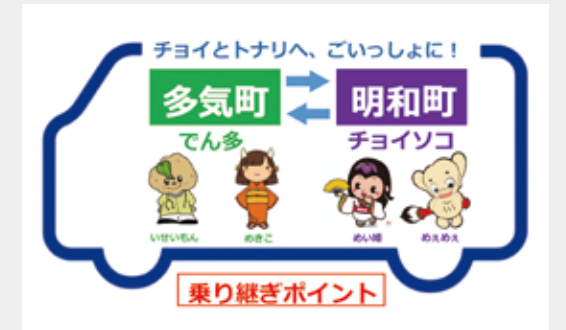 チョイとトナリへ、ごいっしょに！
多気町 明和町
でん多 チョイソコ
いせいもん めきこ めい姫 めぇめぇ
乗り継ぎポイント